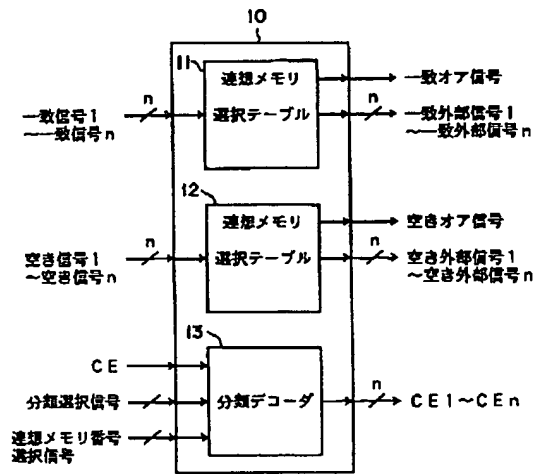 10
11
連想メモリ
選択テーブル
n
一致信号1
〜一致信号n
一致オア信号
n
一致外部信号1
〜一致外部信号n
12
連想メモリ
選択テーブル
n
空き信号1
〜空き信号n
空きオア信号
n
空き外部信号1
〜空き外部信号n
13
分類デコーダ
CE
分類選択信号
連想メモリ番号
選択信号
n
CE1〜CEn